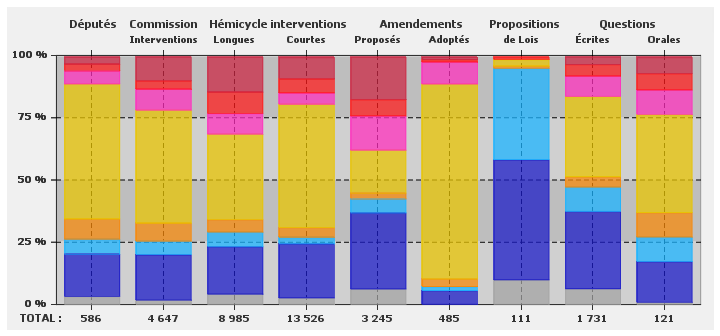 Députés Commission Hémicycle interventions Amendements Propositions Questions
Interventions Longues Courtes Proposés Adoptés de Lois Écrites Orales
100 %
75 %
50 %
25 %
0 %
TOTAL : 586 4 647 8 985 13 526 3 245 485 111 1 731 121